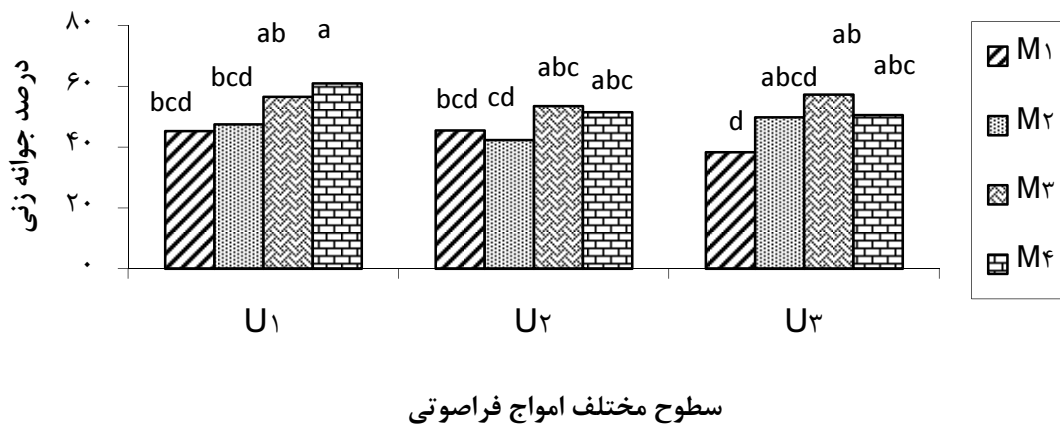 درصد جوانه زنی
۸۰
۶۰
۴۰
۲۰
۰
bcd bcd ab a
bcd cd abc abc
d abcd ab abc
U۱ U۲ U۳
سطوح مختلف امواج فراصوتی
M۱
M۲
M۳
M۴